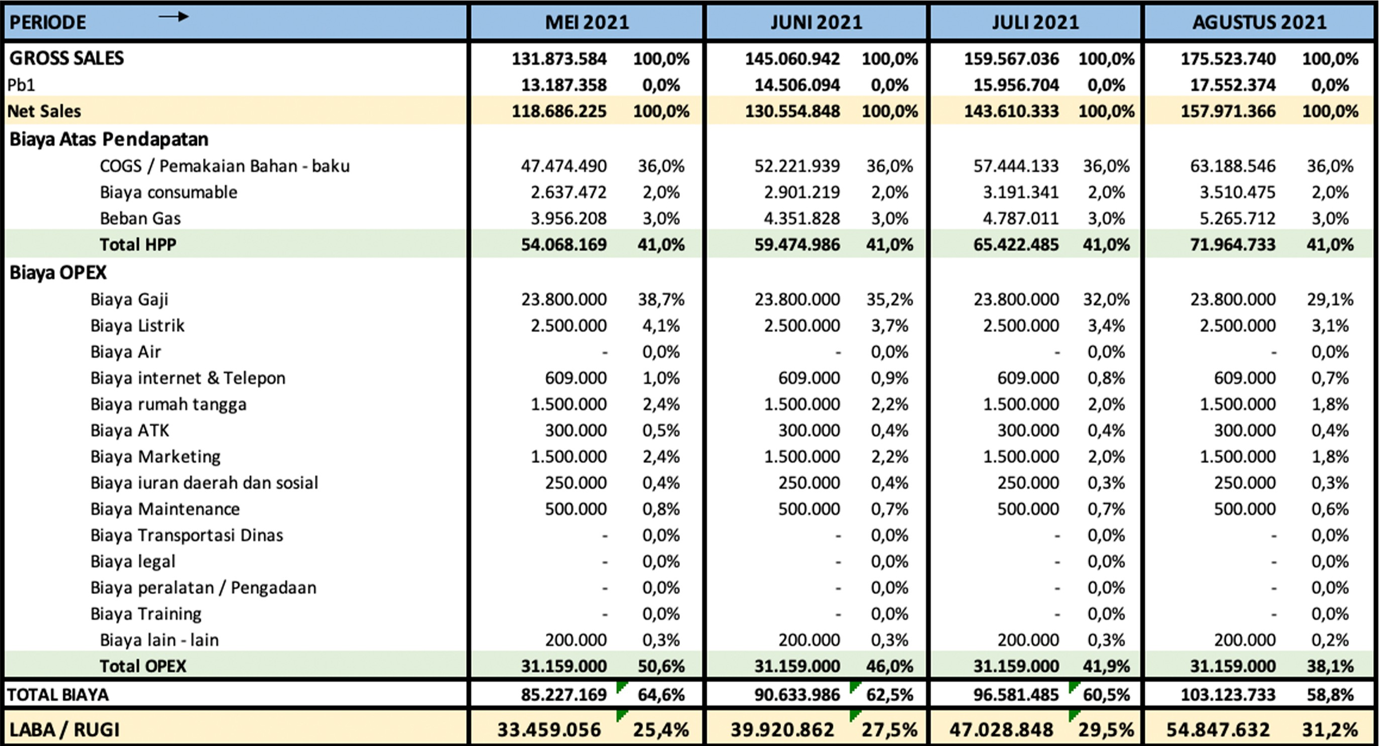 PERIODE → MEI 2021 JUNI 2021 JULI 2021 AGUSTUS 2021
GROSS SALES 131.873.584 100,0% 145.060.942 100,0% 159.567.036 100,0% 175.523.740 100,0%
Pb1 13.187.358 0,0% 14.506.094 0,0% 15.956.704 0,0% 17.552.374 0,0%
Net Sales 118.686.225 100,0% 130.554.848 100,0% 143.610.333 100,0% 157.971.366 100,0%
Biaya Atas Pendapatan
COGS / Pemakaian Bahan - baku 47.474.490 36,0% 52.221.939 36,0% 57.444.133 36,0% 63.188.546 36,0%
Biaya consumable 2.637.472 2,0% 2.901.219 2,0% 3.191.341 2,0% 3.510.475 2,0%
Beban Gas 3.956.208 3,0% 4.351.828 3,0% 4.787.011 3,0% 5.265.712 3,0%
Total HPP 54.068.169 41,0% 59.474.986 41,0% 65.422.485 41,0% 71.964.733 41,0%
Biaya OPEX
Biaya Gaji 23.800.000 38,7% 23.800.000 35,2% 23.800.000 32,0% 23.800.000 29,1%
Biaya Listrik 2.500.000 4,1% 2.500.000 3,7% 2.500.000 3,4% 2.500.000 3,1%
Biaya Air - 0,0% - 0,0% - 0,0% - 0,0%
Biaya internet & Telepon 609.000 1,0% 609.000 0,9% 609.000 0,8% 609.000 0,7%
Biaya rumah tangga 1.500.000 2,4% 1.500.000 2,2% 1.500.000 2,0% 1.500.000 1,8%
Biaya ATK 300.000 0,5% 300.000 0,4% 300.000 0,4% 300.000 0,4%
Biaya Marketing 1.500.000 2,4% 1.500.000 2,2% 1.500.000 2,0% 1.500.000 1,8%
Biaya iuran daerah dan sosial 250.000 0,4% 250.000 0,4% 250.000 0,3% 250.000 0,3%
Biaya Maintenance 500.000 0,8% 500.000 0,7% 500.000 0,7% 500.000 0,6%
Biaya Transportasi Dinas - 0,0% - 0,0% - 0,0% - 0,0%
Biaya legal - 0,0% - 0,0% - 0,0% - 0,0%
Biaya peralatan / Pengadaan - 0,0% - 0,0% - 0,0% - 0,0%
Biaya Training - 0,0% - 0,0% - 0,0% - 0,0%
Biaya lain - lain 200.000 0,3% 200.000 0,3% 200.000 0,3% 200.000 0,2%
Total OPEX 31.159.000 50,6% 31.159.000 46,0% 31.159.000 41,9% 31.159.000 38,1%
TOTAL BIAYA 85.227.169 64,6% 90.633.986 62,5% 96.581.485 60,5% 103.123.733 58,8%
LABA / RUGI 33.459.056 25,4% 39.920.862 27,5% 47.028.848 29,5% 54.847.632 31,2%